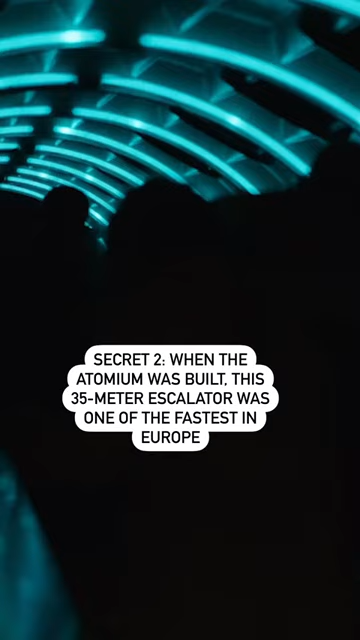 SECRET 2: WHEN THE
ATOMIUM WAS BUILT, THIS
35-METER ESCALATOR WAS
ONE OF THE FASTEST IN
EUROPE